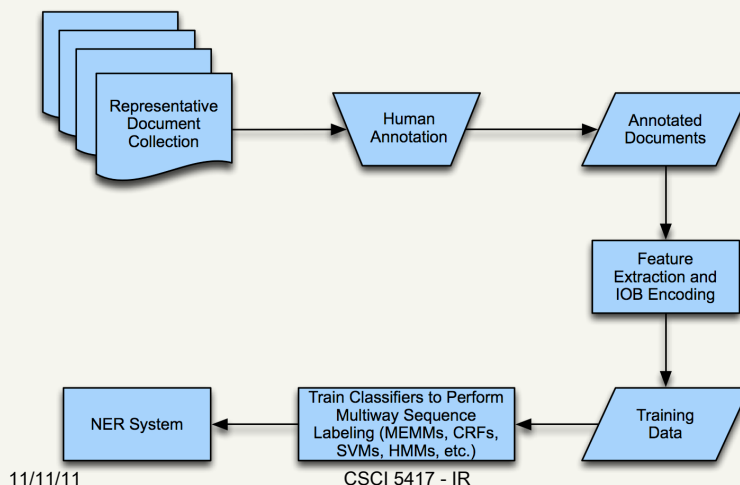 Representative
Document
Collection
Human
Annotation
Annotated
Documents
Feature
Extraction and
IOB Encoding
Training
Data
Train Classifiers to Perform
Multiway Sequence
Labeling (MEMMs, CRFs,
SVMs, HMMs, etc.)
NER System
11/11/11
CSCI 5417 - IR